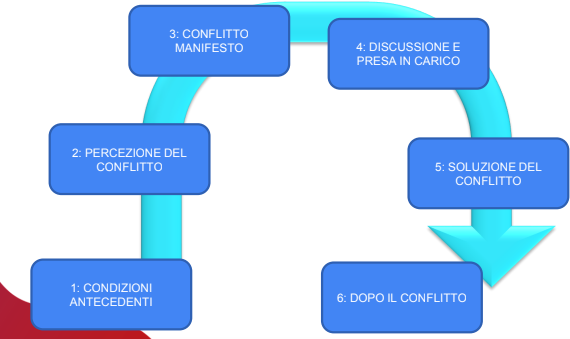 1: CONDIZIONI
ANTECEDENTI
2: PERCEZIONE DEL
CONFLITTO
3: CONFLITTO
MANIFESTO
4: DISCUSSIONE E
PRESA IN CARICO
5: SOLUZIONE DEL
CONFLITTO
6: DOPO IL CONFLITTO